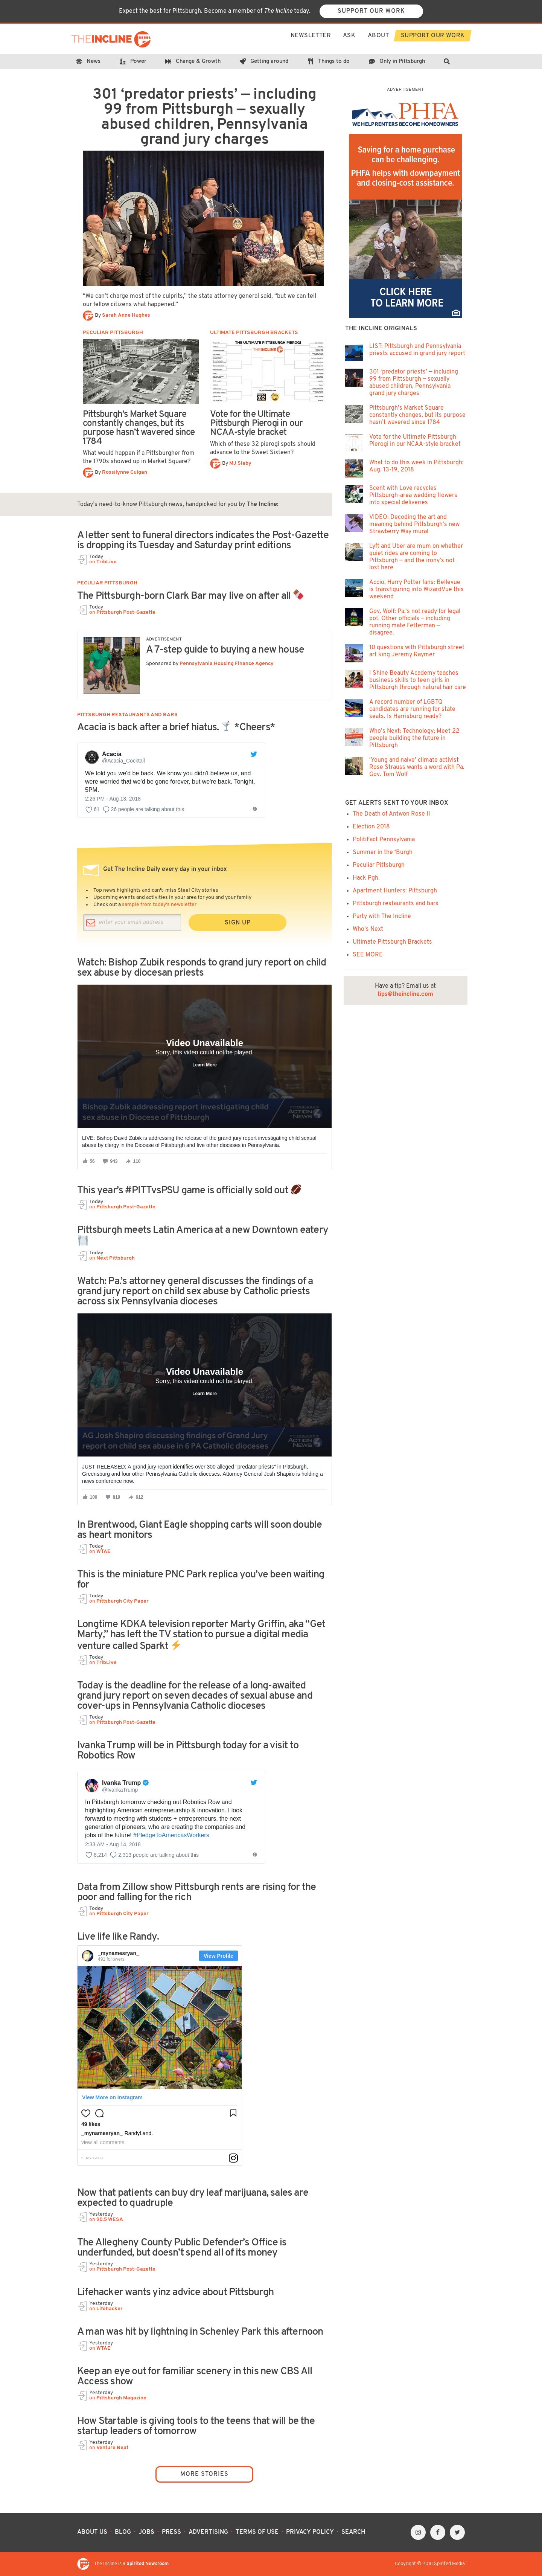 Expect the best for Pittsburgh. Become a member of The Incline today.
SUPPORT OUR WORK
THEINCLINE
NEWSLETTER
ASK
ABOUT
SUPPORT OUR WORK
News
Power
Change & Growth
Getting around
Things to do
Only in Pittsburgh
301 ‘predator priests’ — including
99 from Pittsburgh — sexually
abused children, Pennsylvania
grand jury charges
“We can’t charge most of the culprits,” the state attorney general said, “but we can tell
our fellow citizens what happened.”
By Sarah Anne Hughes
PECULIAR PITTSBURGH
Pittsburgh’s Market Square
constantly changes, but its
purpose hasn’t wavered since
1784
What would happen if a Pittsburgher from
the 1790s showed up in Market Square?
By Rossilynne Culgan
ULTIMATE PITTSBURGH BRACKETS
THE ULTIMATE PITTSBURGH PIEROGI
THEINCLINE
Vote for the Ultimate
Pittsburgh Pierogi in our
NCAA-style bracket
Which of these 32 pierogi spots should
advance to the Sweet Sixteen?
By MJ Slaby
Today's need-to-know Pittsburgh news, handpicked for you by The Incline:
A letter sent to funeral directors indicates the Post-Gazette
is dropping its Tuesday and Saturday print editions
Today
on TribLive
PECULIAR PITTSBURGH
The Pittsburgh-born Clark Bar may live on after all 🍫
Today
on Pittsburgh Post-Gazette
ADVERTISEMENT
A 7-step guide to buying a new house
Sponsored by Pennsylvania Housing Finance Agency
PITTSBURGH RESTAURANTS AND BARS
Acacia is back after a brief hiatus. 🍸 *Cheers*
Acacia
@Acacia_Cocktail
We told you we'd be back. We know you didn't believe us, and
were worried that we'd be gone forever, but we're back. Tonight,
5PM.
2:26 PM - Aug 13, 2018
61
26 people are talking about this
Get The Incline Daily every day in your inbox
Top news highlights and can't-miss Steel City stories
Upcoming events and activities in your area for you and your family
Check out a sample from today's newsletter
enter your email address
SIGN UP
Watch: Bishop Zubik responds to grand jury report on child
sex abuse by diocesan priests
Video Unavailable
Sorry, this video could not be played.
Learn More
Bishop Zubik addressing report investigating child
sex abuse in Diocese of Pittsburgh
ACTION NEWS
LIVE: Bishop David Zubik is addressing the release of the grand jury report investigating child sexual
abuse by clergy in the Diocese of Pittsburgh and five other dioceses in Pennsylvania.
56
943
110
This year’s #PITTvsPSU game is officially sold out 🏈
Today
on Pittsburgh Post-Gazette
Pittsburgh meets Latin America at a new Downtown eatery
🍽
Today
on Next Pittsburgh
Watch: Pa.’s attorney general discusses the findings of a
grand jury report on child sex abuse by Catholic priests
across six Pennsylvania dioceses
Video Unavailable
Sorry, this video could not be played.
Learn More
AG Josh Shapiro discussing findings of Grand Jury
report on child sex abuse in 6 PA Catholic dioceses
ACTION NEWS
JUST RELEASED: A grand jury report identifies over 300 alleged "predator priests" in Pittsburgh,
Greensburg and four other Pennsylvania Catholic dioceses. Attorney General Josh Shapiro is holding a
news conference now.
100
819
612
In Brentwood, Giant Eagle shopping carts will soon double
as heart monitors
Today
on WTAE
This is the miniature PNC Park replica you’ve been waiting
for
Today
on Pittsburgh City Paper
Longtime KDKA television reporter Marty Griffin, aka “Get
Marty,” has left the TV station to pursue a digital media
venture called Sparkt ⚡
Today
on TribLive
Today is the deadline for the release of a long-awaited
grand jury report on seven decades of sexual abuse and
cover-ups in Pennsylvania Catholic dioceses
Today
on Pittsburgh Post-Gazette
Ivanka Trump will be in Pittsburgh today for a visit to
Robotics Row
Ivanka Trump
@IvankaTrump
In Pittsburgh tomorrow checking out Robotics Row and
highlighting American entrepreneurship & innovation. I look
forward to meeting with students + entrepreneurs, the next
generation of pioneers, who are creating the companies and
jobs of the future! #PledgeToAmericasWorkers
2:33 AM - Aug 14, 2018
8,214
2,313 people are talking about this
Data from Zillow show Pittsburgh rents are rising for the
poor and falling for the rich
Today
on Pittsburgh City Paper
Live life like Randy.
_mynamesryan_
View Profile
View More on Instagram
49 likes
_mynamesryan_ RandyLand.
view all comments
Now that patients can buy dry leaf marijuana, sales are
expected to quadruple
Yesterday
on 90.5 WESA
The Allegheny County Public Defender’s Office is
underfunded, but doesn’t spend all of its money
Yesterday
on Pittsburgh Post-Gazette
Lifehacker wants yinz advice about Pittsburgh
Yesterday
on Lifehacker
A man was hit by lightning in Schenley Park this afternoon
Yesterday
on WTAE
Keep an eye out for familiar scenery in this new CBS All
Access show
Yesterday
on Pittsburgh Magazine
How Startable is giving tools to the teens that will be the
startup leaders of tomorrow
Yesterday
on Venture Beat
MORE STORIES
ADVERTISEMENT
PHFA
WE HELP RENTERS BECOME HOMEOWNERS
Saving for a home purchase
can be challenging.
PHFA helps with downpayment
and closing-cost assistance.
CLICK HERE
TO LEARN MORE
THE INCLINE ORIGINALS
LIST: Pittsburgh and Pennsylvania
priests accused in grand jury report
301 ‘predator priests’ — including
99 from Pittsburgh — sexually
abused children, Pennsylvania
grand jury charges
Pittsburgh’s Market Square
constantly changes, but its purpose
hasn’t wavered since 1784
Vote for the Ultimate Pittsburgh
Pierogi in our NCAA-style bracket
What to do this week in Pittsburgh:
Aug. 13-19, 2018
Scent with Love recycles
Pittsburgh-area wedding flowers
into special deliveries
VIDEO: Decoding the art and
meaning behind Pittsburgh’s new
Strawberry Way mural
Lyft and Uber are mum on whether
quiet rides are coming to
Pittsburgh — and the irony’s not
lost here
Accio, Harry Potter fans: Bellevue
is transfiguring into WizardVue this
weekend
Gov. Wolf: Pa.’s not ready for legal
pot. Other officials — including
running mate Fetterman —
disagree.
10 questions with Pittsburgh street
art king Jeremy Raymer
I Shine Beauty Academy teaches
business skills to teen girls in
Pittsburgh through natural hair care
A record number of LGBTQ
candidates are running for state
seats. Is Harrisburg ready?
Who’s Next: Technology; Meet 22
people building the future in
Pittsburgh
‘Young and naive’ climate activist
Rose Strauss wants a word with Pa.
Gov. Tom Wolf
GET ALERTS SENT TO YOUR INBOX
The Death of Antwon Rose II
Election 2018
PolitiFact Pennsylvania
Summer in the ‘Burgh
Peculiar Pittsburgh
Hack Pgh.
Apartment Hunters: Pittsburgh
Pittsburgh restaurants and bars
Party with The Incline
Who’s Next
Ultimate Pittsburgh Brackets
SEE MORE
Have a tip? Email us at
tips@theincline.com
ABOUT US · BLOG · JOBS · PRESS · ADVERTISING · TERMS OF USE · PRIVACY POLICY · SEARCH
The Incline is a Spirited Newsroom
Copyright © 2018 Spirited Media